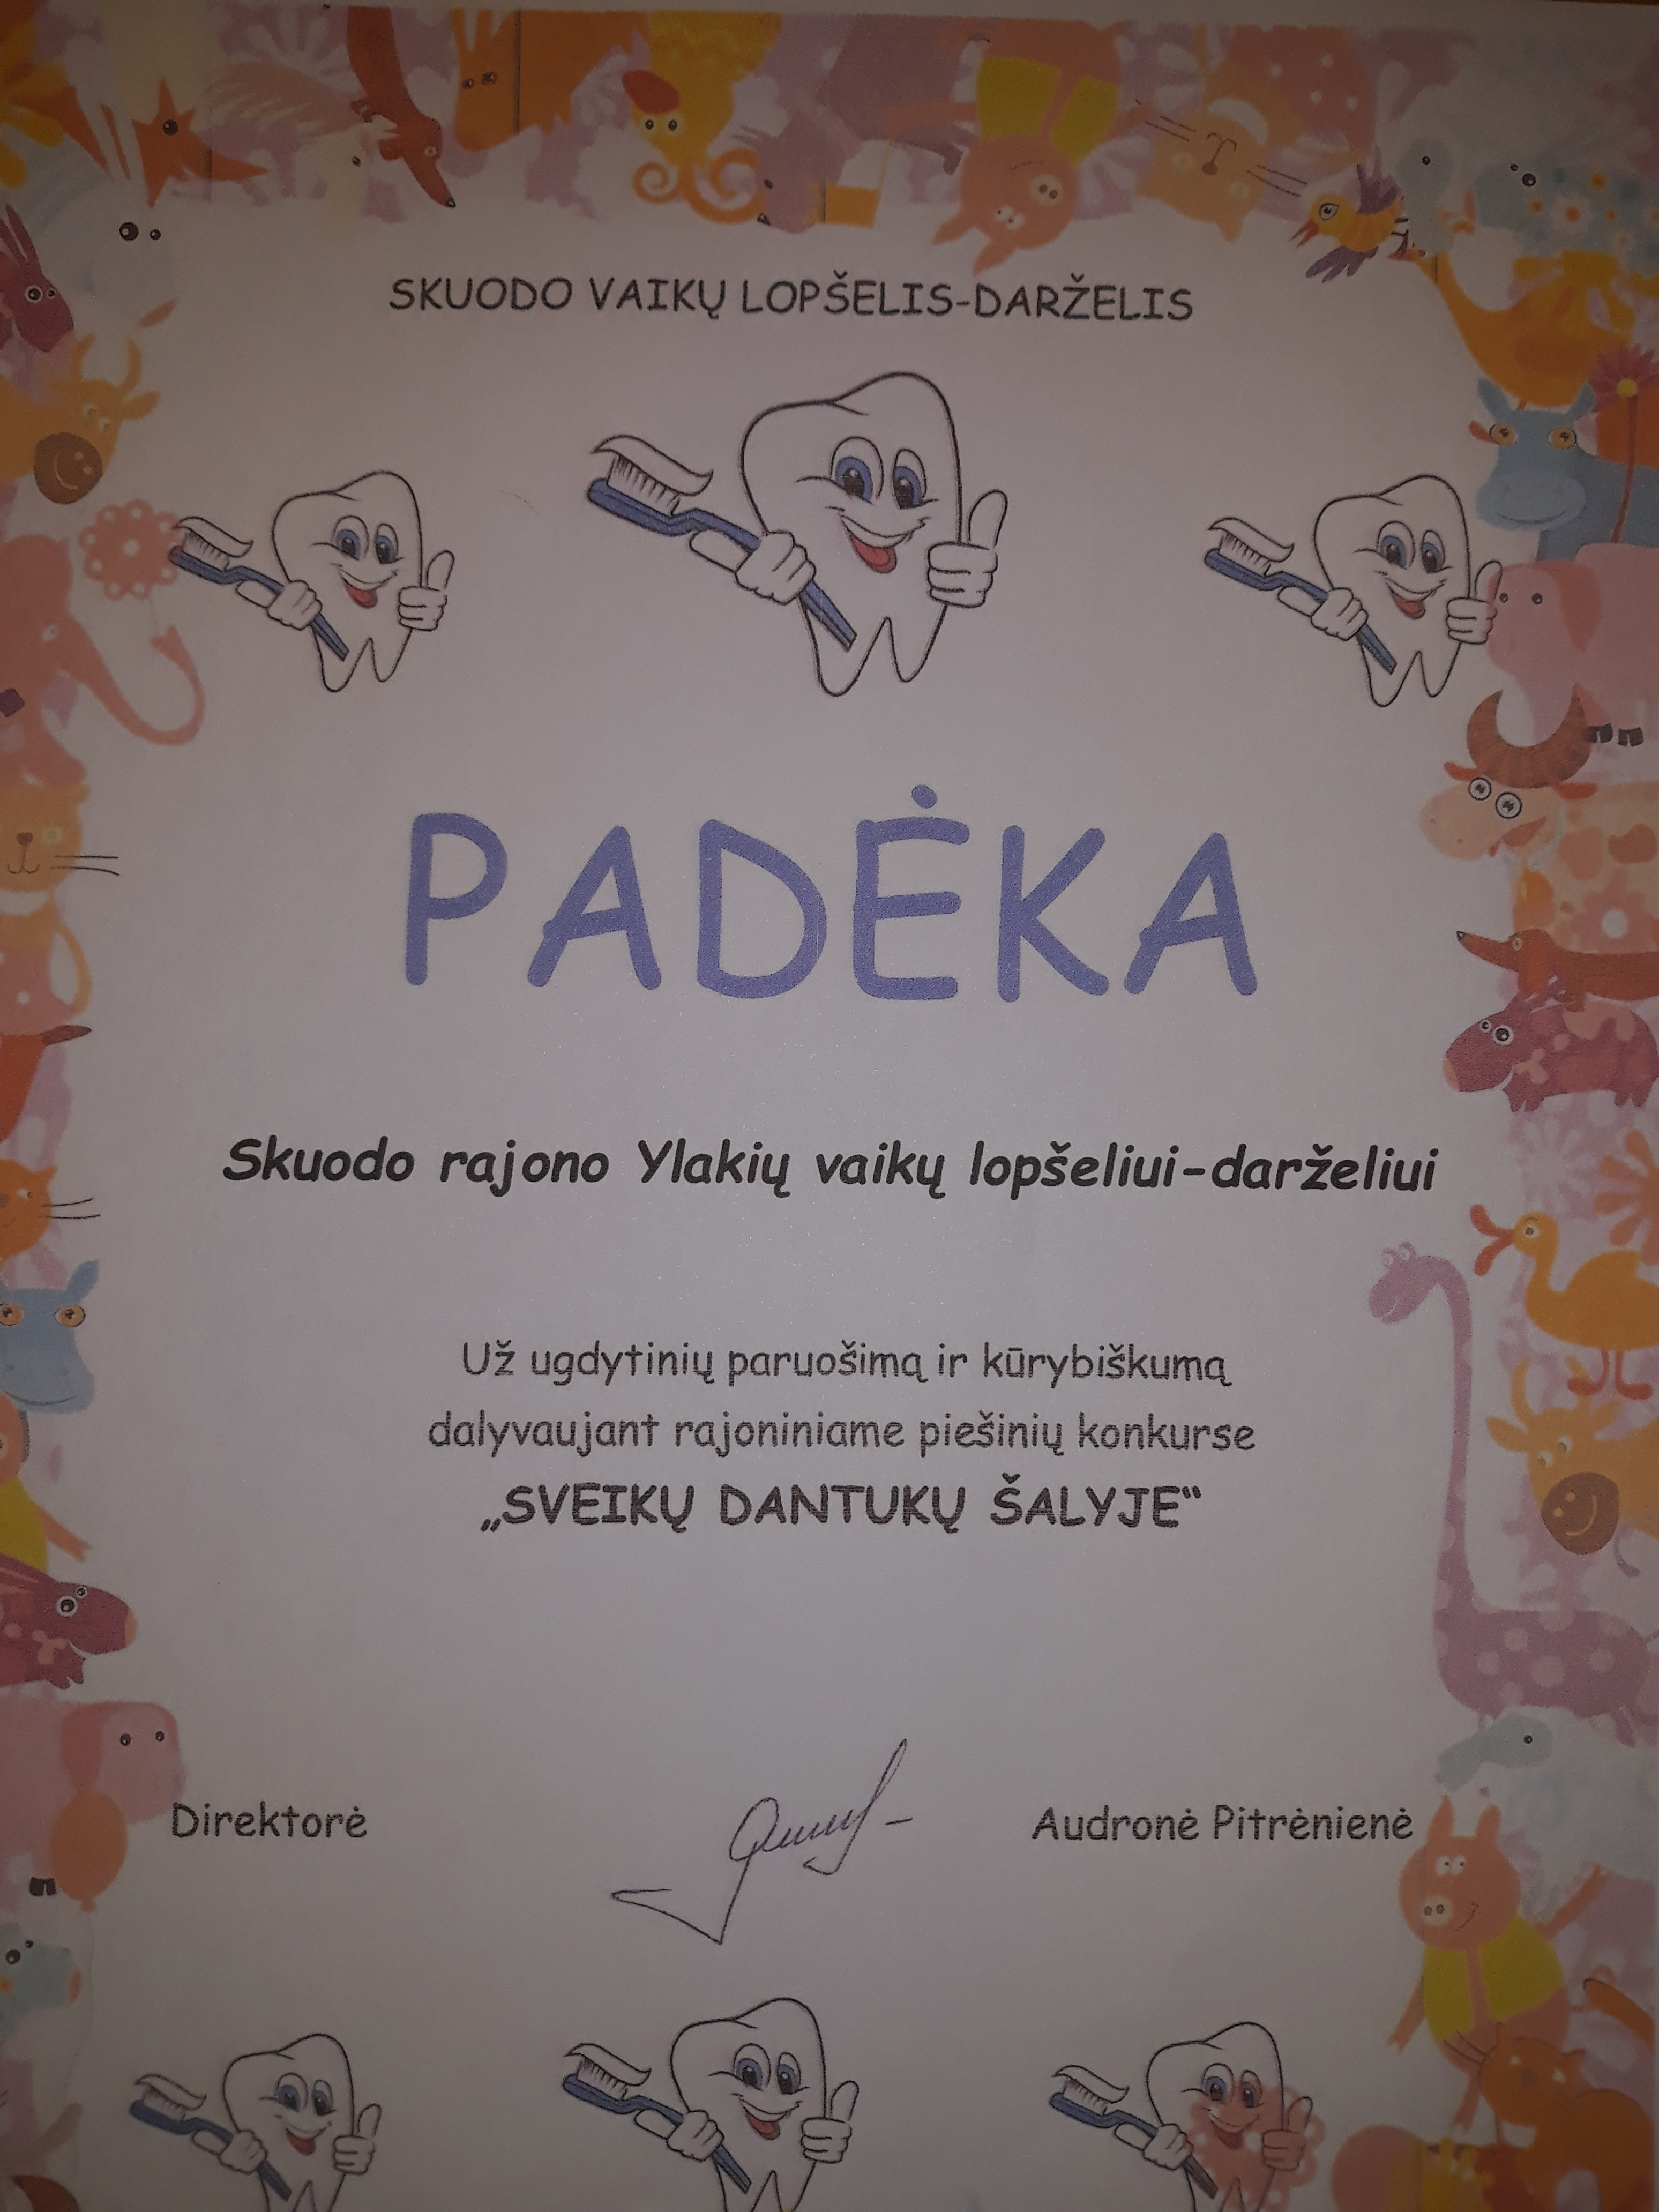 SKUODO VAIKŲ LOPŠELIS-DARŽELIS
PADĖKA
Skuodo rajono Ylakių vaikų lopšeliui-darželiui
Už ugdytinių paruošimą ir kūrybiškumą
dalyvaujant rajoniniame piešinių konkurse
„SVEIKŲ DANTUKŲ ŠALYJE“
Direktorė Audronė Pitrėnienė